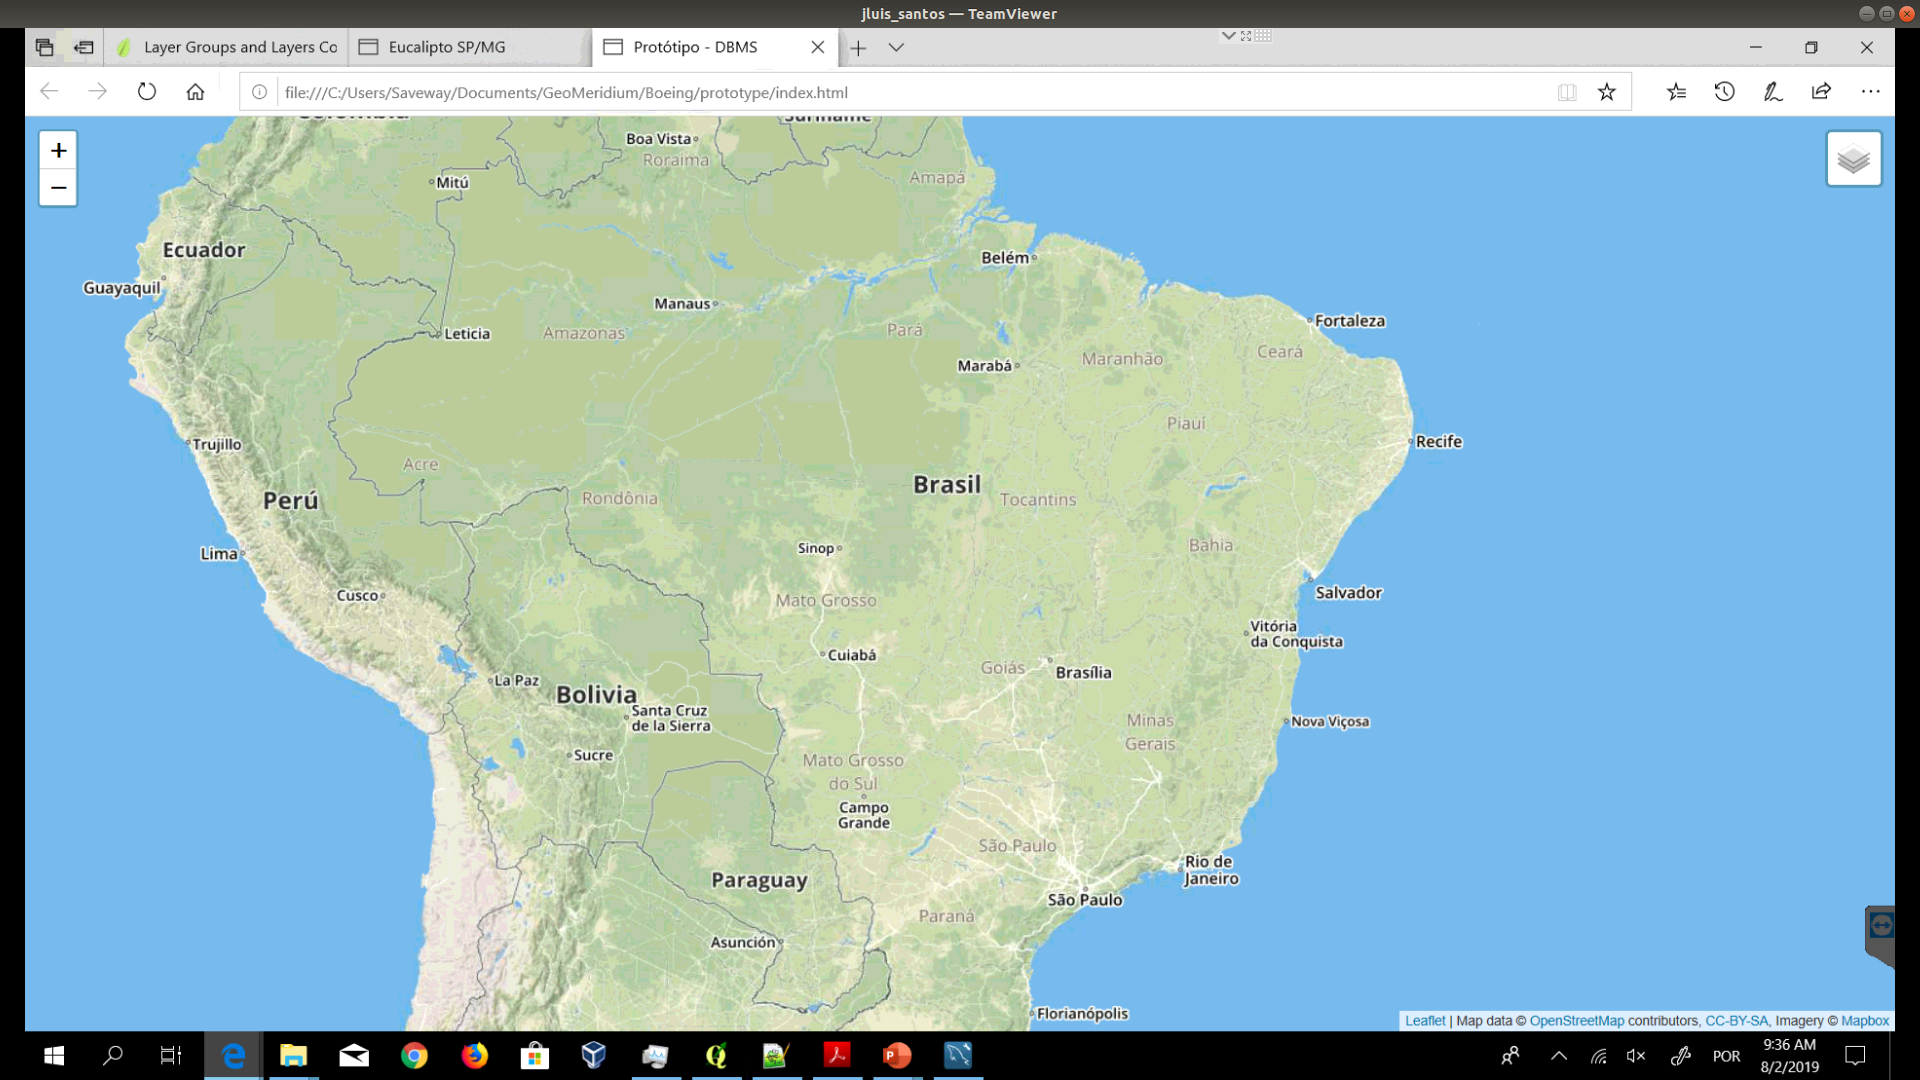 jluis_santos — TeamViewer
Layer Groups and Layers Co
Eucalipto SP/MG
Protótipo - DBMS
file:///C:/Users/Saveway/Documents/GeoMeridium/Boeing/prototype/index.html
+
−
Colombia
Suriname
Boa Vista
Roraima
Amapá
Mitú
Ecuador
Guayaquil
Belém
Manaus
Leticia
Amazonas
Pará
Fortaleza
Marabá
Maranhão
Ceará
Piauí
Recife
Trujillo
Acre
Perú
Rondônia
Brasil
Tocantins
Lima
Sinop
Bahia
Cusco
Mato Grosso
Salvador
Vitória
da Conquista
Cuiabá
Goiás
Brasília
La Paz
Bolivia
Santa Cruz
de la Sierra
Minas
Gerais
Nova Viçosa
Sucre
Mato Grosso
do Sul
Campo
Grande
São Paulo
Rio de
Janeiro
Paraguay
São Paulo
Paraná
Asunción
Florianópolis
Leaflet | Map data © OpenStreetMap contributors, CC-BY-SA, Imagery © Mapbox
POR
9:36 AM
8/2/2019